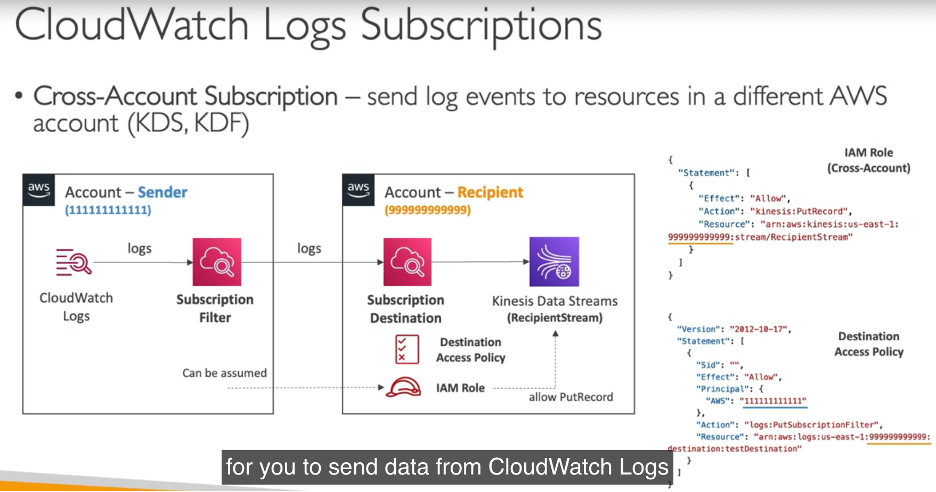 CloudWatch Logs Subscriptions
• Cross-Account Subscription – send log events to resources in a different AWS
account (KDS, KDF)
aws
Account – Sender
(111111111111)
logs
CloudWatch
Logs
Subscription
Filter
Can be assumed
logs
aws
Account – Recipient
(999999999999)
Subscription
Destination
Kinesis Data Streams
(RecipientStream)
Destination
Access Policy
IAM Role
allow PutRecord
IAM Role
(Cross-Account)
{
"Statement": [
{
"Effect": "Allow",
"Action": "kinesis:PutRecord",
"Resource": "arn:aws:kinesis:us-east-1:
999999999999:stream/RecipientStream"
}
]
}
Destination
Access Policy
{
"Version": "2012-10-17",
"Statement": [
{
"Sid": "",
"Effect": "Allow",
"Principal": {
"AWS": "111111111111"
},
"Action": "logs:PutSubscriptionFilter",
"Resource": "arn:aws:logs:us-east-1:999999999999:
destination:testDestination"
}
]
}
for you to send data from CloudWatch Logs